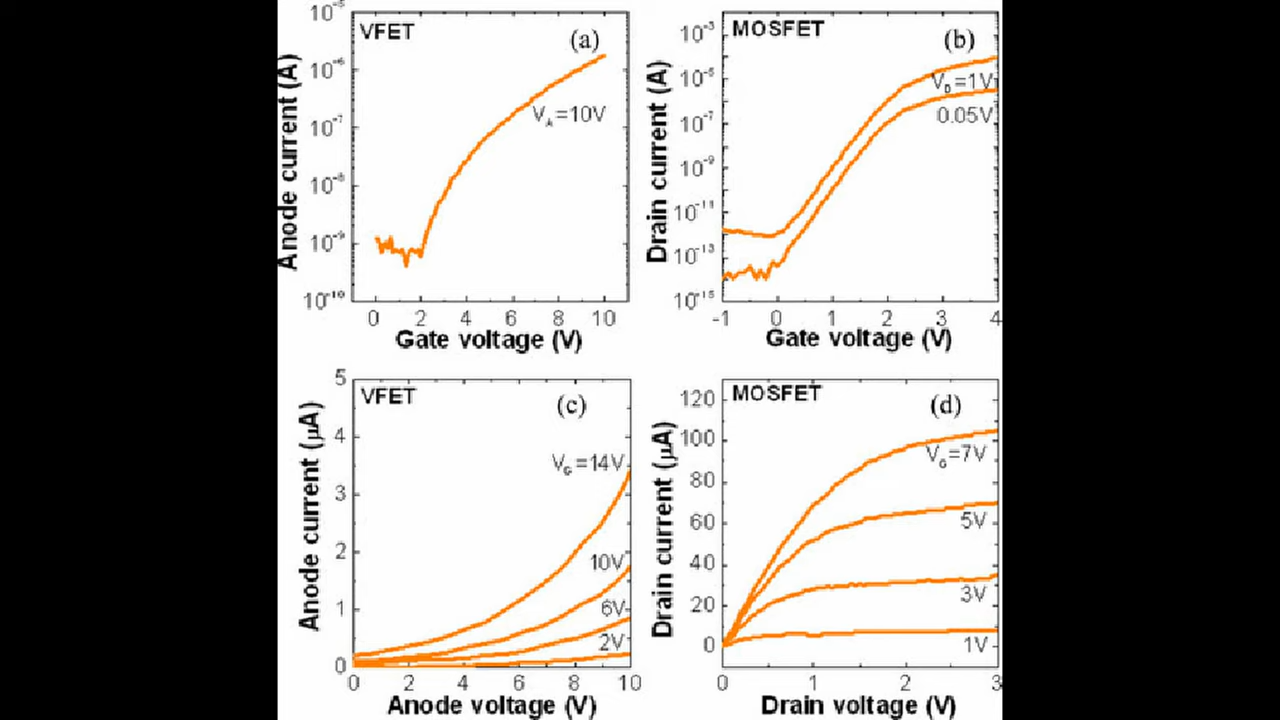 VFET
(a)
10⁻⁵
10⁻⁶
10⁻⁷
10⁻⁸
10⁻⁹
10⁻¹⁰
Anode current (A)
V_A=10V
0 2 4 6 8 10
Gate voltage (V)
MOSFET
(b)
10⁻³
10⁻⁵
10⁻⁷
10⁻⁹
10⁻¹¹
10⁻¹³
10⁻¹⁵
Drain current (A)
V_D=1V
0.05V
-1 0 1 2 3 4
Gate voltage (V)
VFET
(c)
5
4
3
2
1
0
Anode current (μA)
V_G=14V
10V
6V
2V
0 2 4 6 8 10
Anode voltage (V)
MOSFET
(d)
120
100
80
60
40
20
0
Drain current (μA)
V_G=7V
5V
3V
1V
0 1 2 3
Drain voltage (V)